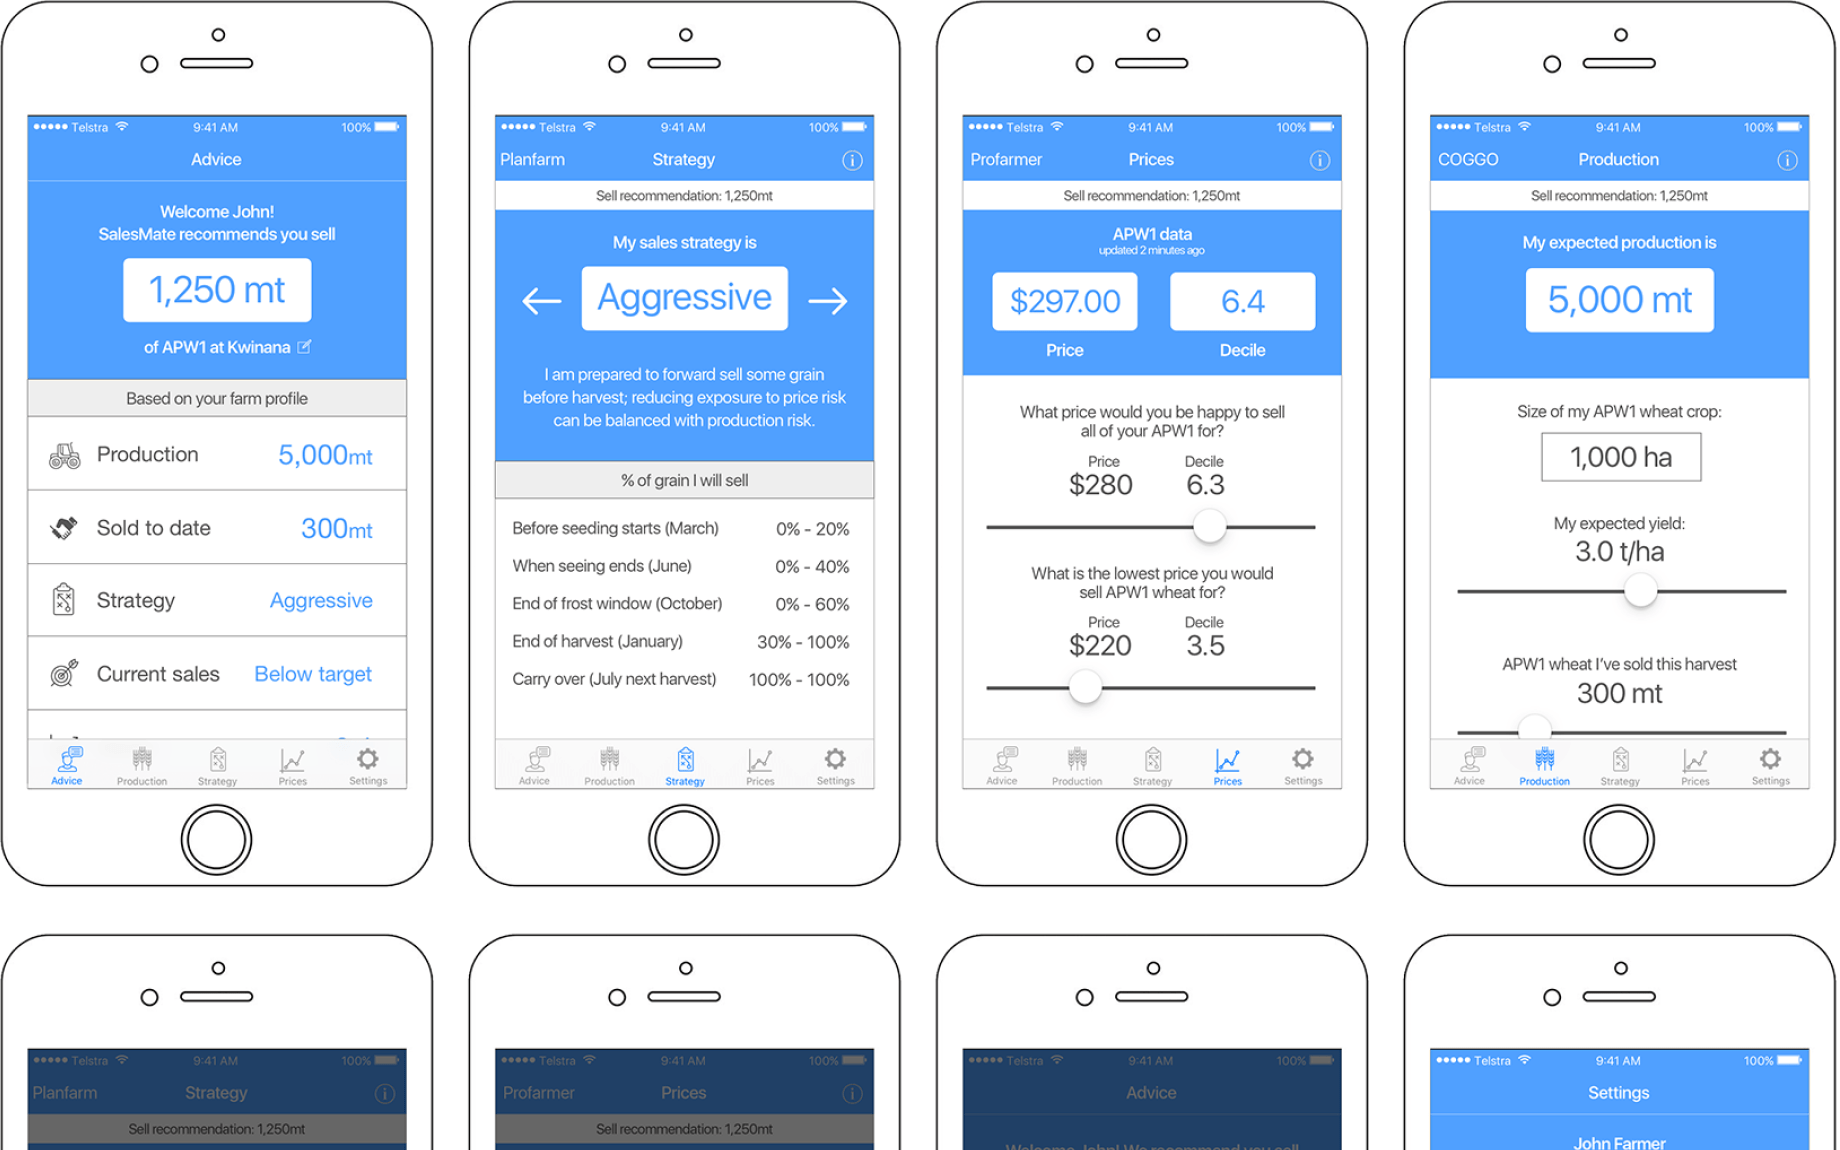 Telstra 9:41 AM 100%
Advice
Welcome John!
SalesMate recommends you sell
1,250 mt
of APW1 at Kwinana
Based on your farm profile
Production 5,000mt
Sold to date 300mt
Strategy Aggressive
Current sales Below target
Advice Production Strategy Prices Settings
Telstra 9:41 AM 100%
Planfarm Strategy
Sell recommendation: 1,250mt
My sales strategy is
Aggressive
I am prepared to forward sell some grain
before harvest; reducing exposure to price risk
can be balanced with production risk.
% of grain I will sell
Before seeding starts (March) 0% - 20%
When seeing ends (June) 0% - 40%
End of frost window (October) 0% - 60%
End of harvest (January) 30% - 100%
Carry over (July next harvest) 100% - 100%
Advice Production Strategy Prices Settings
Telstra 9:41 AM 100%
Profarmer Prices
Sell recommendation: 1,250mt
APW1 data
updated 2 minutes ago
$297.00 6.4
Price Decile
What price would you be happy to sell
all of your APW1 for?
Price Decile
$280 6.3
What is the lowest price you would
sell APW1 wheat for?
Price Decile
$220 3.5
Advice Production Strategy Prices Settings
Telstra 9:41 AM 100%
COGGO Production
Sell recommendation: 1,250mt
My expected production is
5,000 mt
Size of my APW1 wheat crop:
1,000 ha
My expected yield:
3.0 t/ha
APW1 wheat I've sold this harvest
300 mt
Advice Production Strategy Prices Settings
Telstra 9:41 AM 100%
Planfarm Strategy
Sell recommendation: 1,250mt
Telstra 9:41 AM 100%
Profarmer Prices
Sell recommendation: 1,250mt
Telstra 9:41 AM 100%
Advice
Welcome John! We recommend you sell
Telstra 9:41 AM 100%
Settings
John Farmer